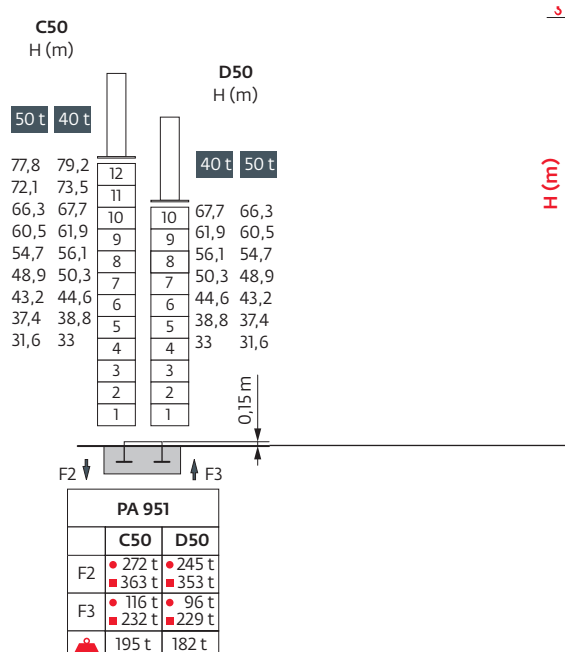 C50
H (m)
50 t 40 t
77,8 79,2
72,1 73,5
66,3 67,7
60,5 61,9
54,7 56,1
48,9 50,3
43,2 44,6
37,4 38,8
31,6 33
12
11
10
9
8
7
6
5
4
3
2
1
D50
H (m)
40 t 50 t
10
9
8
7
6
5
4
3
2
1
67,7 66,3
61,9 60,5
56,1 54,7
50,3 48,9
44,6 43,2
38,8 37,4
33 31,6
0,15 m
H (m)
F2 F3
PA 951
C50 D50
F2 272 t 245 t
363 t 353 t
F3 116 t 96 t
232 t 229 t
195 t 182 t